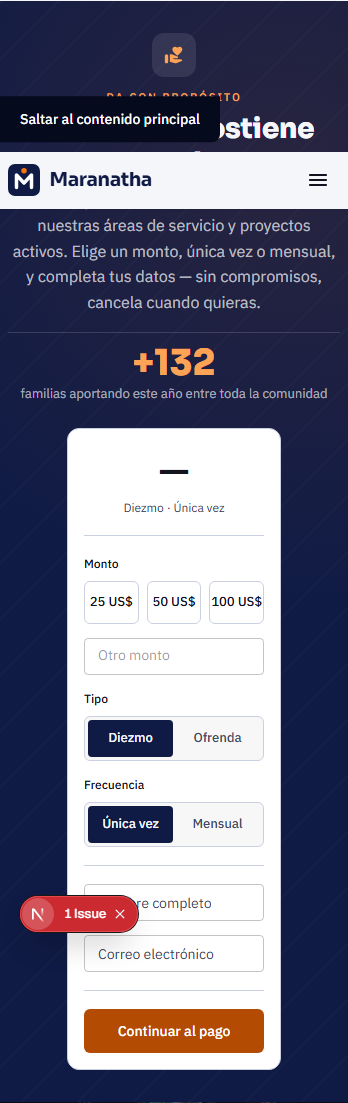 DA CON PROPÓSITO
Saltar al contenido principal
ostiene
Maranatha
nuestras áreas de servicio y proyectos
activos. Elige un monto, única vez o mensual,
y completa tus datos — sin compromisos,
cancela cuando quieras.
+132
familias aportando este año entre toda la comunidad
—
Diezmo · Única vez
Monto
25 US$ 50 US$ 100 US$
Otro monto
Tipo
Diezmo Ofrenda
Frecuencia
Única vez Mensual
re completo
N 1 Issue
Correo electrónico
Continuar al pago